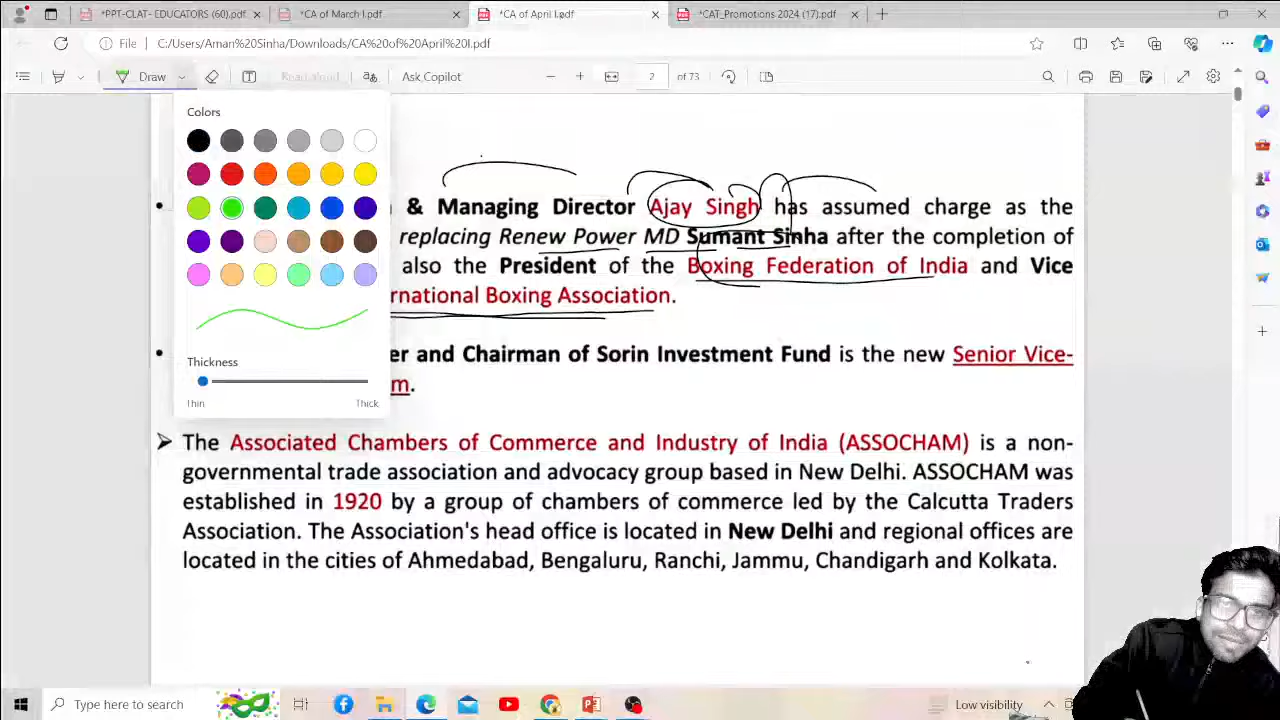 *PPT-CLAT- EDUCATORS (60).pdf
*CA of March I.pdf
*CA of April I.pdf
*CAT_Promotions 2024 (17).pdf
File
C:/Users/Aman%20Sinha/Downloads/CA%20of%20April%20I.pdf
Draw
Read aloud
Ask Copilot
2 of 73
Colors
Thickness
Thin Thick
& Managing Director Ajay Singh has assumed charge as the
replacing Renew Power MD Sumant Sinha after the completion of
also the President of the Boxing Federation of India and Vice
rnational Boxing Association.
er and Chairman of Sorin Investment Fund is the new Senior Vice-
m.
The Associated Chambers of Commerce and Industry of India (ASSOCHAM) is a non-
governmental trade association and advocacy group based in New Delhi. ASSOCHAM was
established in 1920 by a group of chambers of commerce led by the Calcutta Traders
Association. The Association's head office is located in New Delhi and regional offices are
located in the cities of Ahmedabad, Bengaluru, Ranchi, Jammu, Chandigarh and Kolkata.
Type here to search
Low visibility